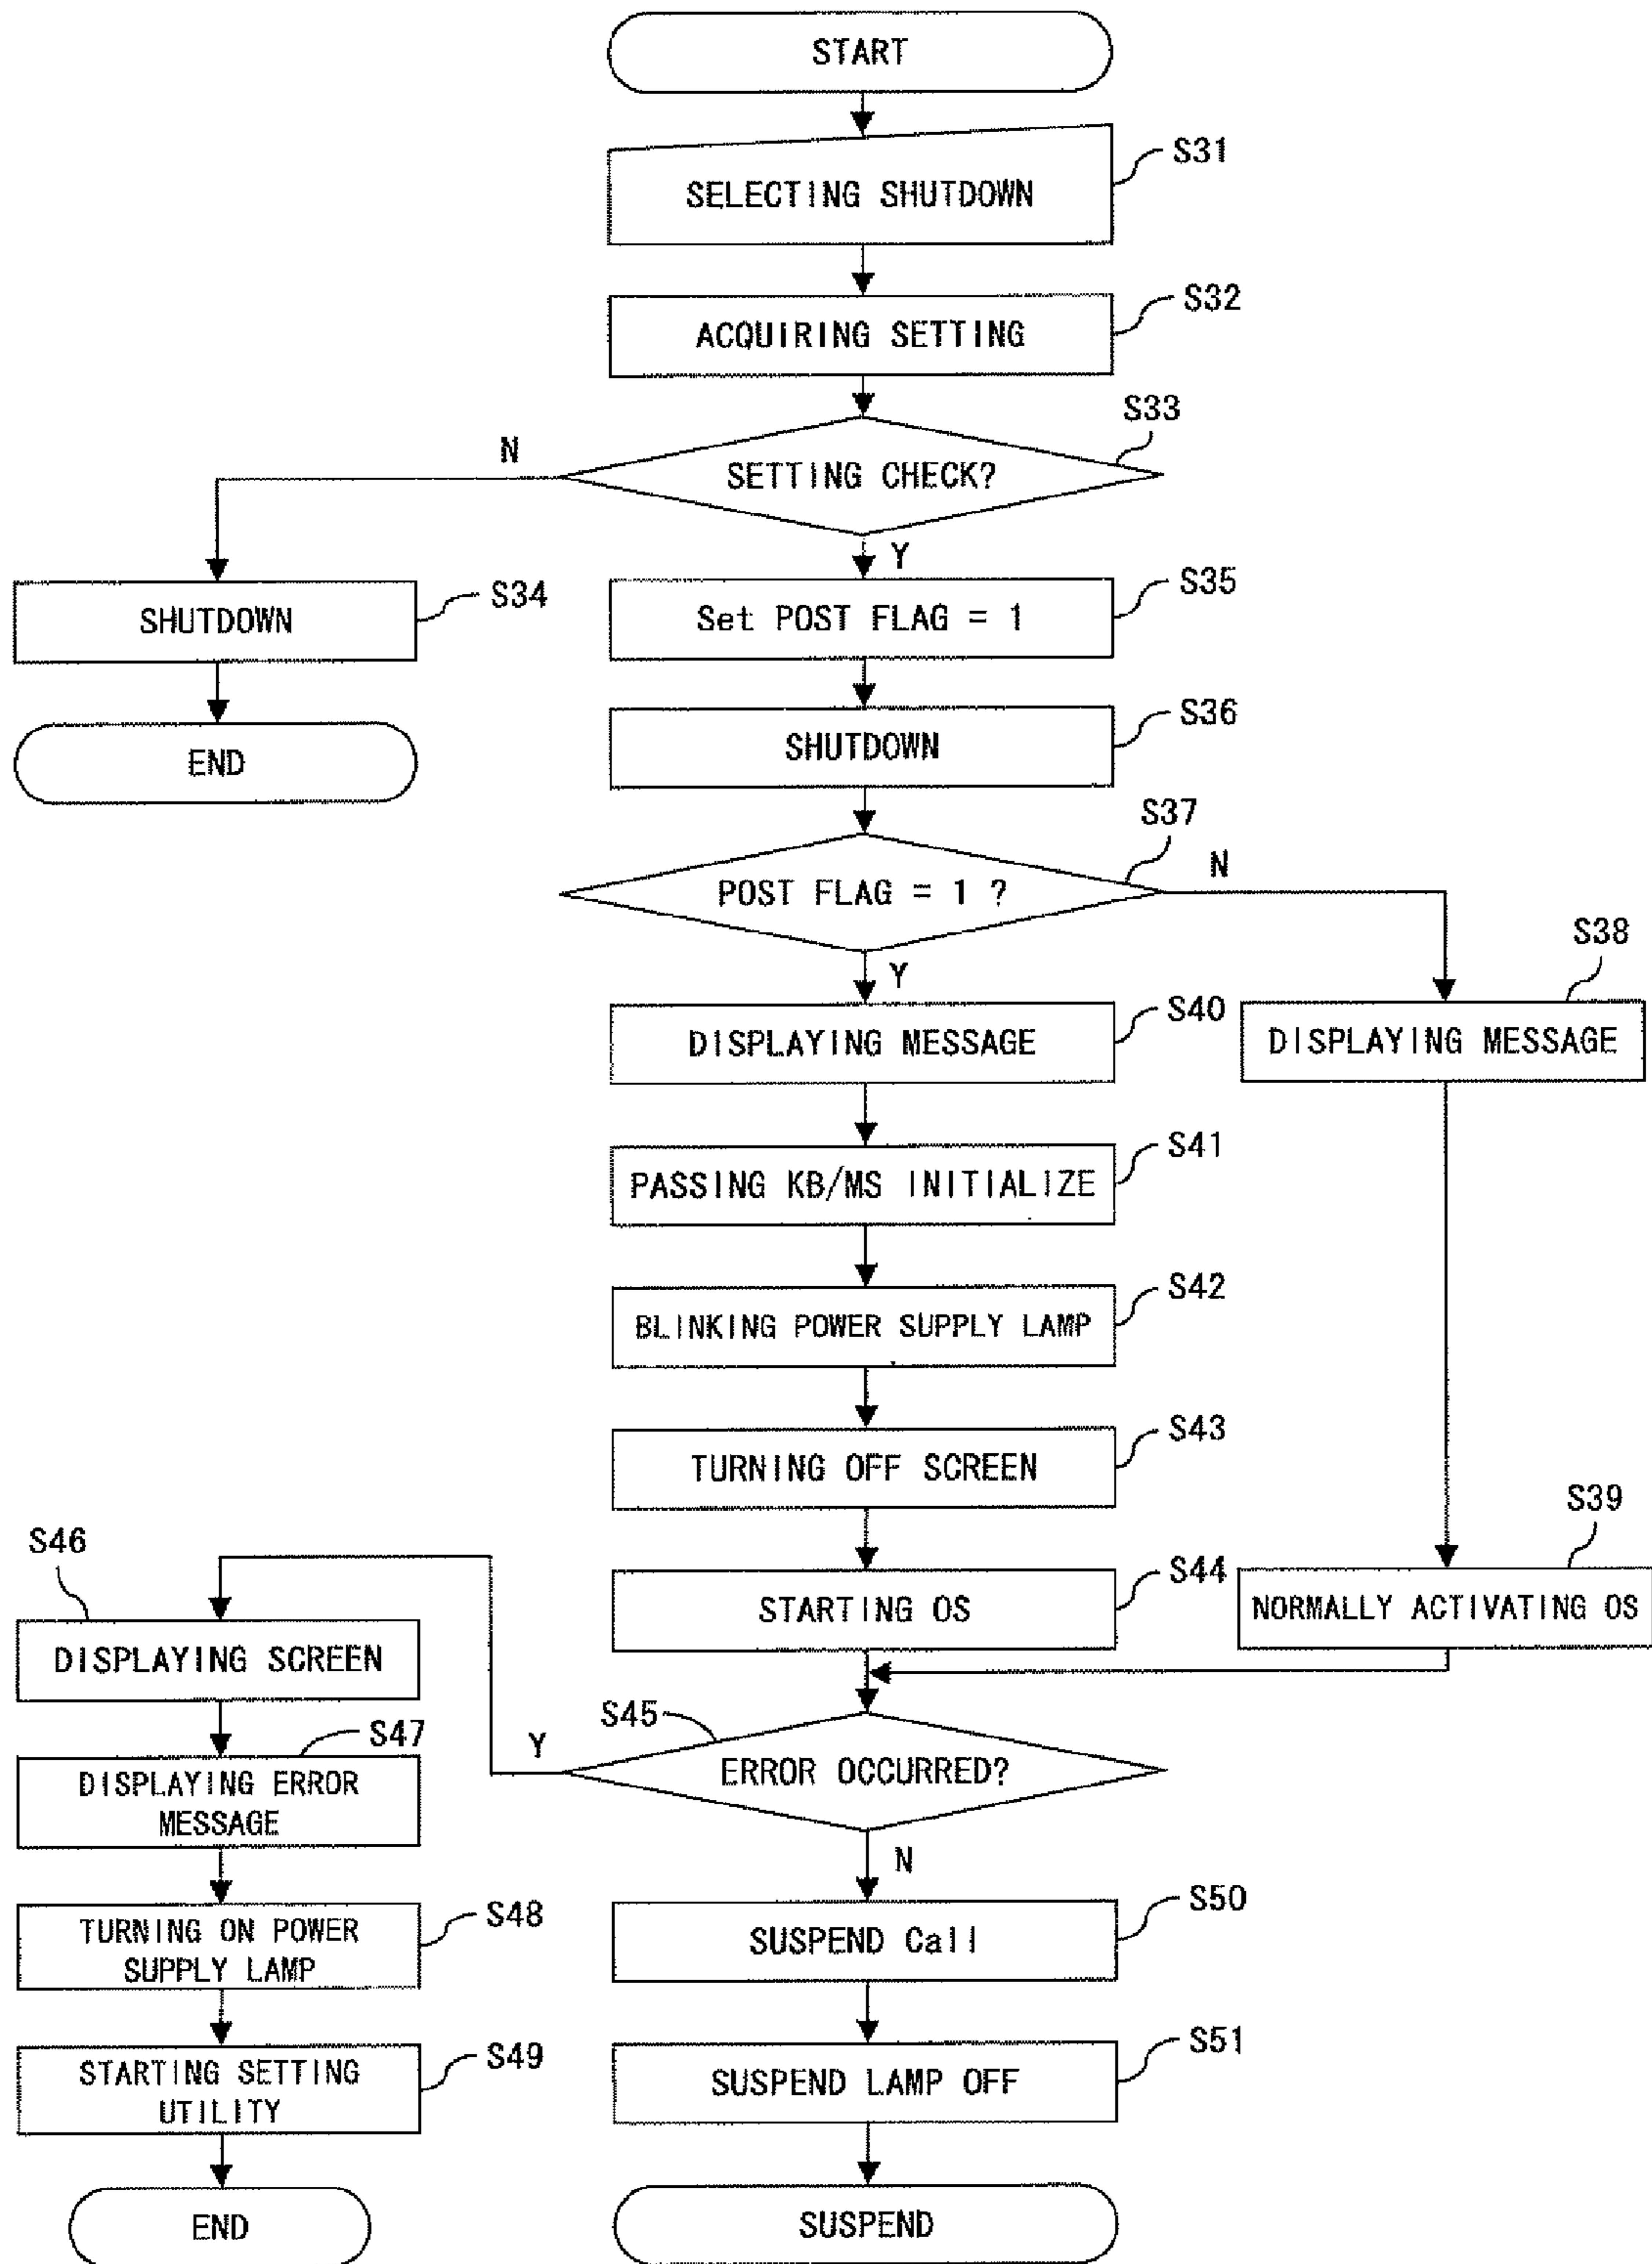 START
S31
SELECTING SHUTDOWN
S32
ACQUIRING SETTING
S33
N
SETTING CHECK?
Y
S34
SHUTDOWN
END
S35
Set POST FLAG = 1
S36
SHUTDOWN
S37
N
POST FLAG = 1 ?
Y
S38
DISPLAYING MESSAGE
S40
DISPLAYING MESSAGE
S41
PASSING KB/MS INITIALIZE
S42
BLINKING POWER SUPPLY LAMP
S43
TURNING OFF SCREEN
S39
NORMALLY ACTIVATING OS
S44
STARTING OS
S45
Y
ERROR OCCURRED?
N
S46
DISPLAYING SCREEN
S47
DISPLAYING ERROR
MESSAGE
S48
TURNING ON POWER
SUPPLY LAMP
S49
STARTING SETTING
UTILITY
END
S50
SUSPEND Call
S51
SUSPEND LAMP OFF
SUSPEND